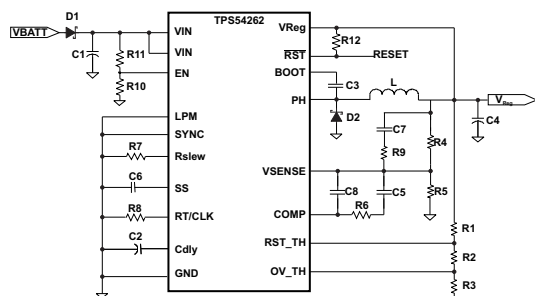 TPS54262
D1
VBATT
VIN
VReg
C1
R11
VIN
R12
RST
RESET
EN
BOOT
R10
C3
L
PH
VReg
LPM
D2
C7
C4
SYNC
R4
R7
Rslew
R9
VSENSE
C6
SS
C8
C5
R5
R8
RT/CLK
COMP
R6
R1
C2
Cdly
RST_TH
R2
GND
OV_TH
R3